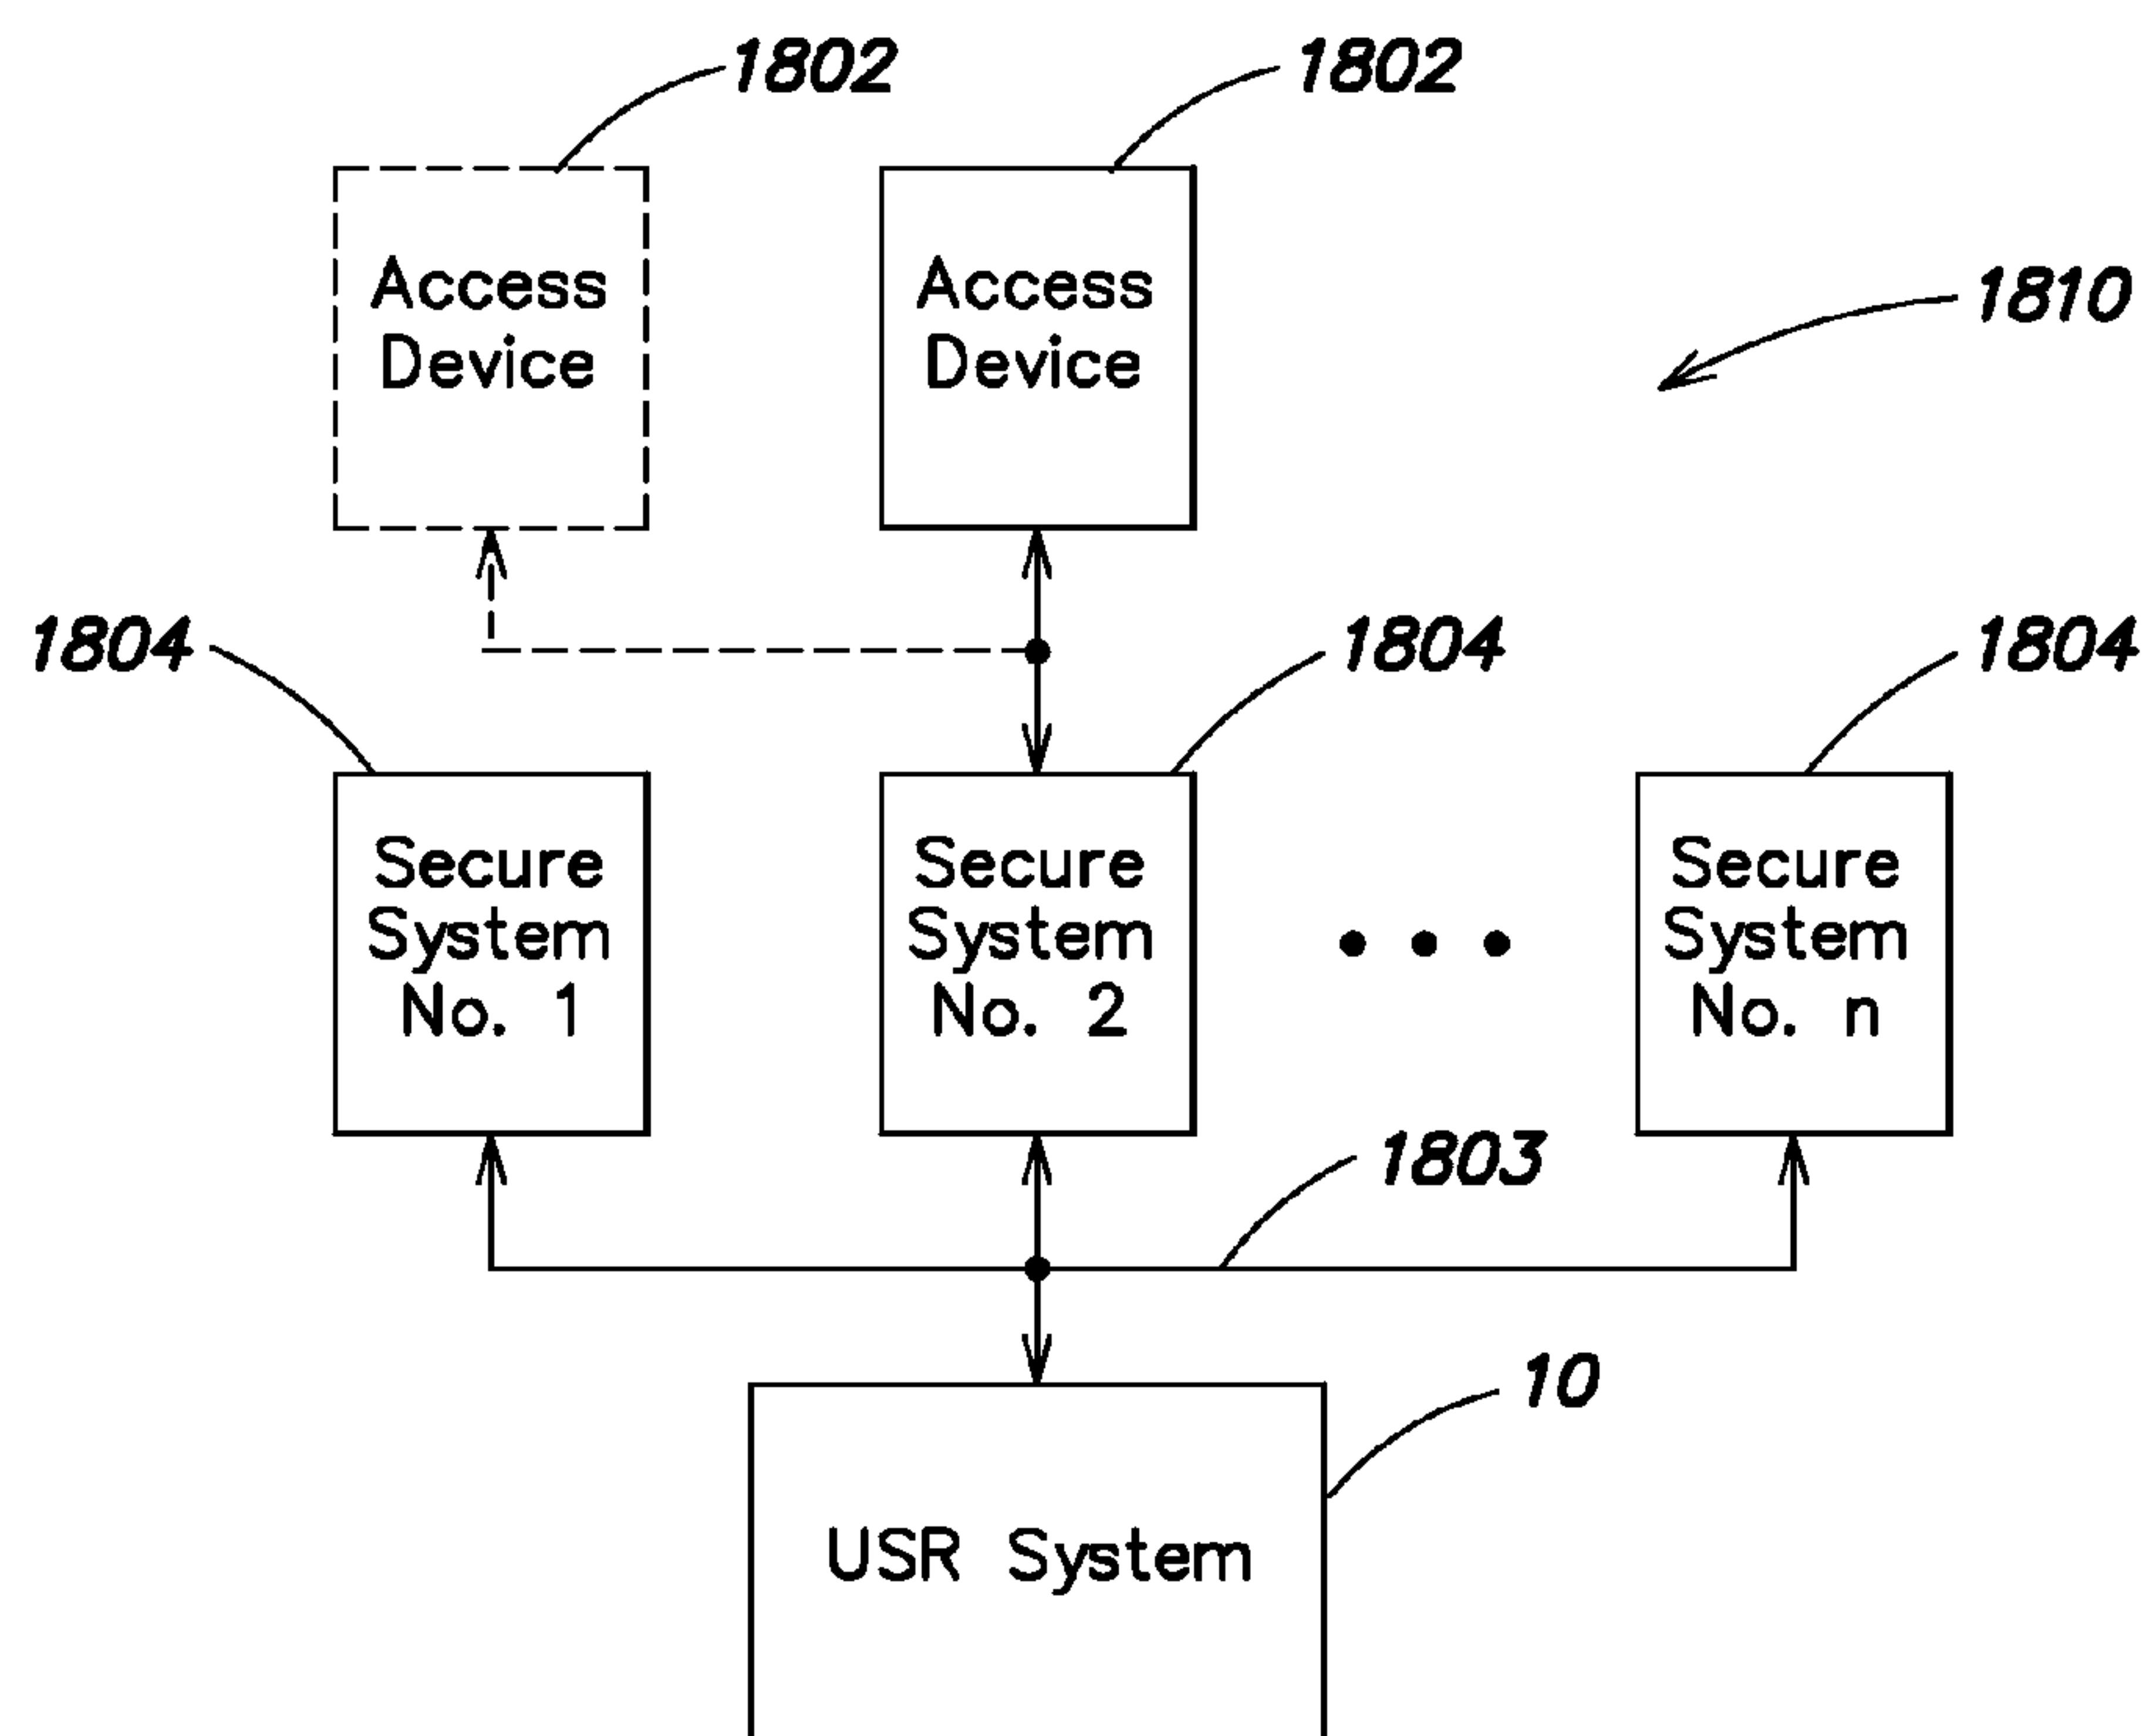 1802
1802
Access
Device
Access
Device
1810
1804
1804
1804
Secure
System
No. 1
Secure
System
No. 2
Secure
System
No. n
1803
10
USR System